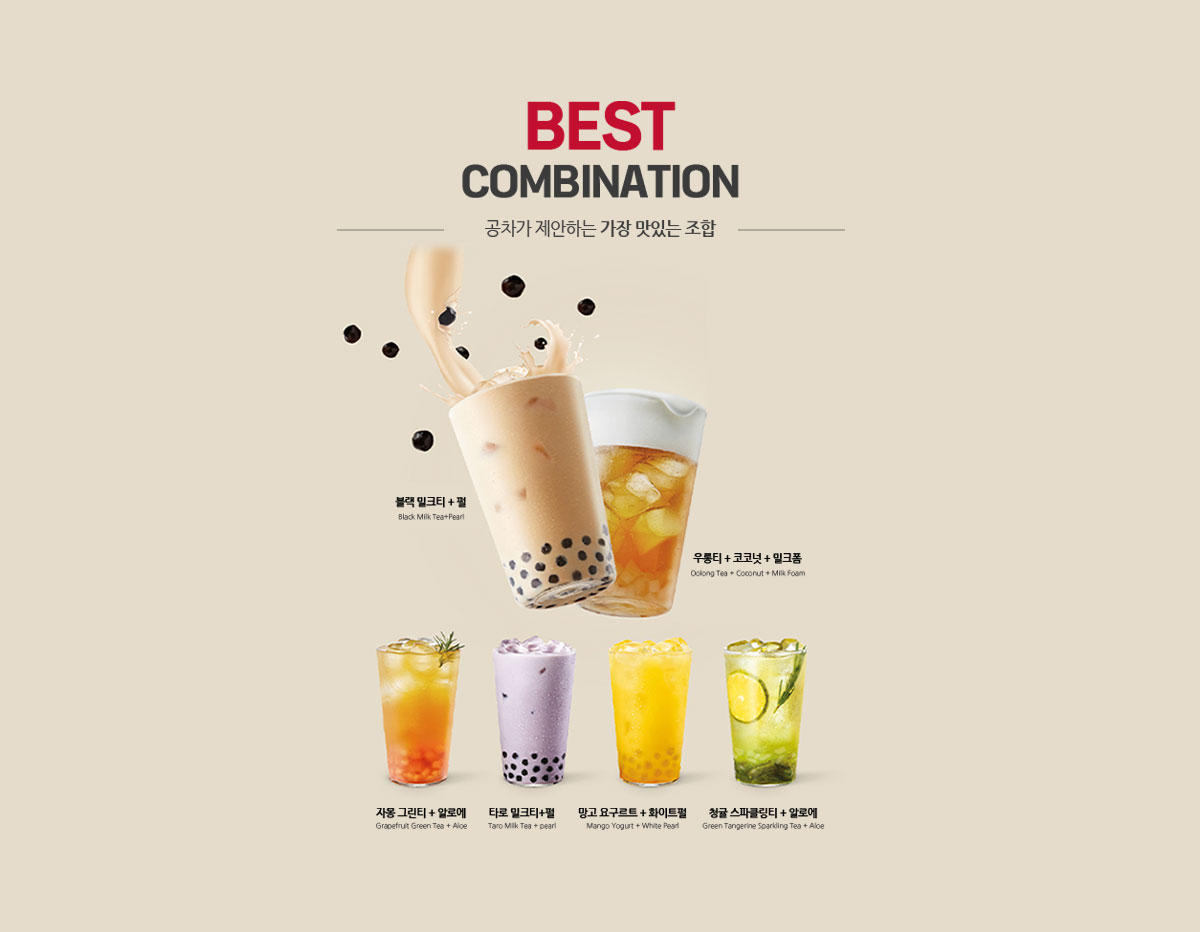 BEST
COMBINATION
공차가 제안하는 가장 맛있는 조합
블랙 밀크티 + 펄
Black Milk Tea+Pearl
우롱티 + 코코넛 + 밀크폼
Oolong Tea + Coconut + Milk Foam
자몽 그린티 + 알로에
Grapefruit Green Tea + Aloe
타로 밀크티+펄
Taro Milk Tea + pearl
망고 요구르트 + 화이트펄
Mango Yogurt + White Pearl
청귤 스파클링티 + 알로에
Green Tangerine Sparkling Tea + Aloe